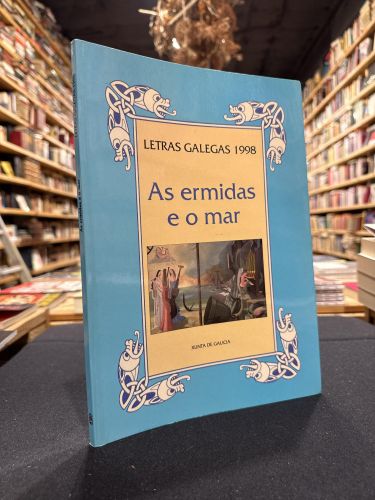 LETRAS GALEGAS 1998
As ermidas
e o mar
XUNTA DE GALICIA